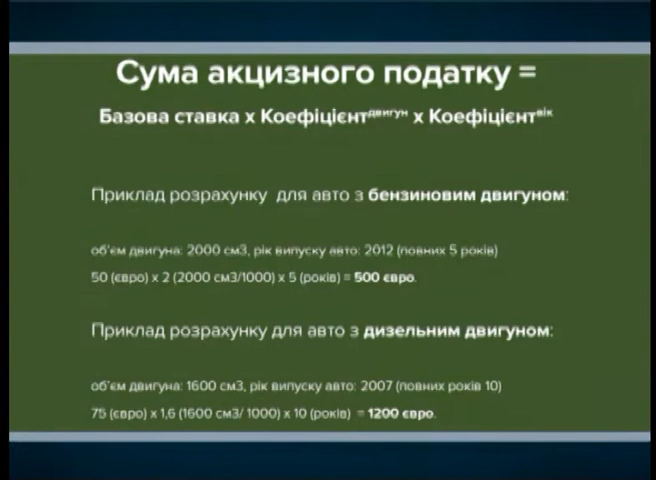 Сума акцизного податку =
Базова ставка х Коефіцієнтдвигун х Коефіцієнтвік
Приклад розрахунку для авто з бензиновим двигуном:
об'єм двигуна: 2000 см3, рік випуску авто: 2012 (повних 5 років)
50 (євро) х 2 (2000 см3/1000) х 5 (років) = 500 євро.
Приклад розрахунку для авто з дизельним двигуном:
об'єм двигуна: 1600 см3, рік випуску авто: 2007 (повних років 10)
75 (євро) х 1,6 (1600 см3/ 1000) х 10 (років) = 1200 євро.